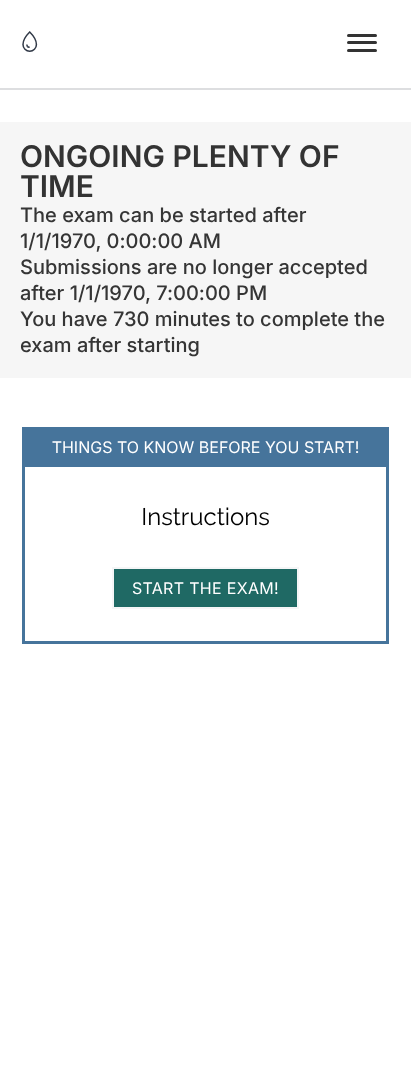 ONGOING PLENTY OF
TIME
The exam can be started after
1/1/1970, 0:00:00 AM
Submissions are no longer accepted
after 1/1/1970, 7:00:00 PM
You have 730 minutes to complete the
exam after starting
THINGS TO KNOW BEFORE YOU START!
Instructions
START THE EXAM!